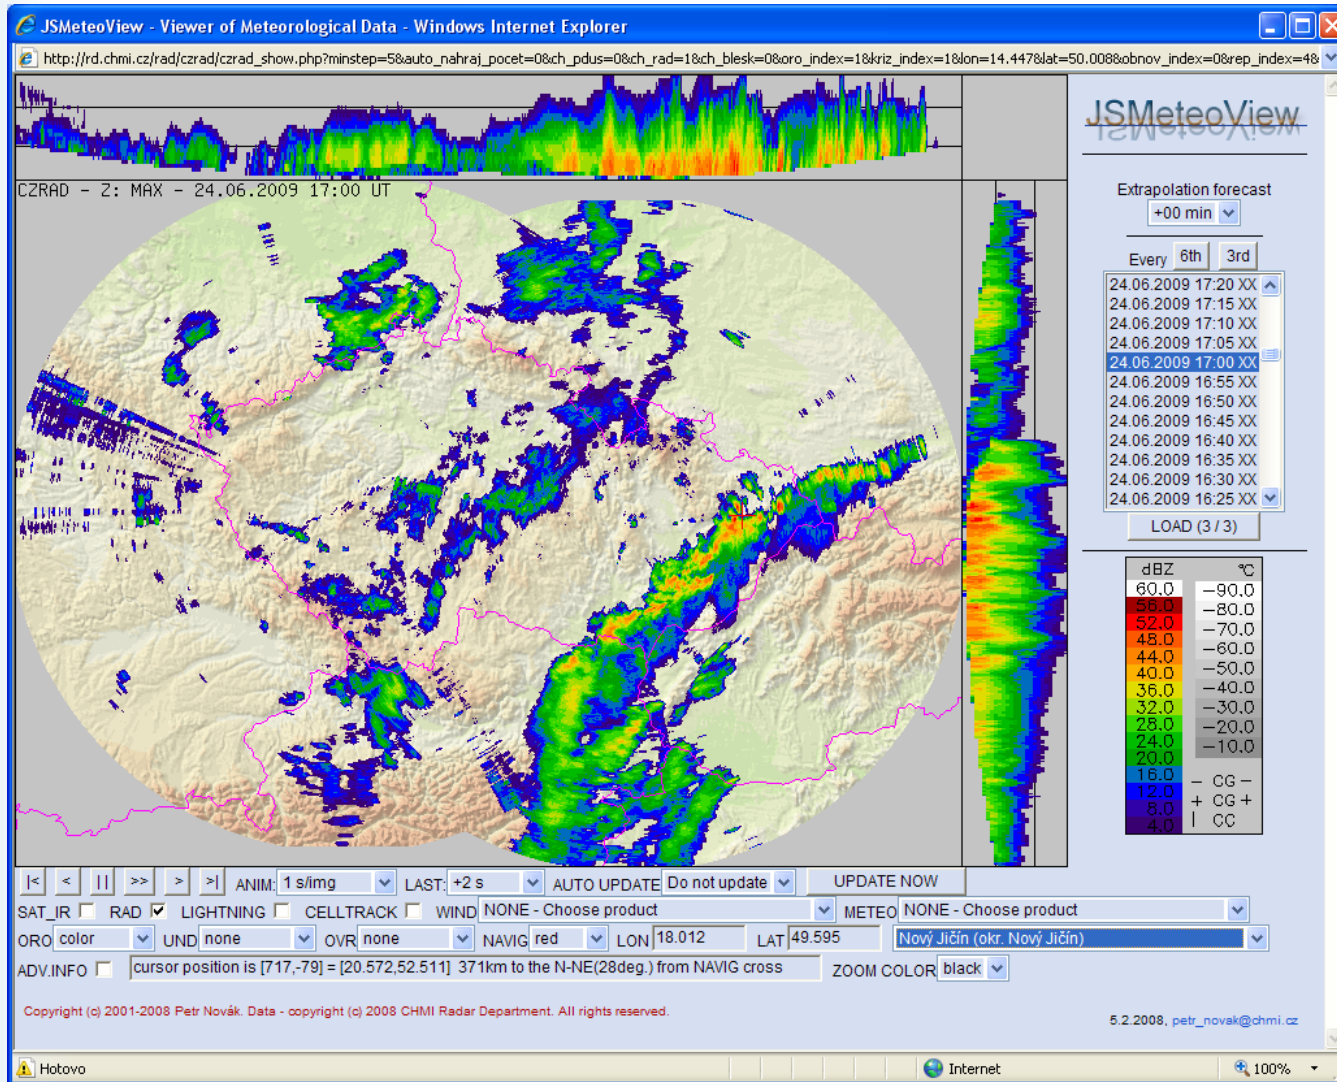 JSMeteoView - Viewer of Meteorological Data - Windows Internet Explorer
http://rd.chmi.cz/rad/czrad/czrad_show.php?minstep=5&auto_nahraj_pocet=0&ch_pdus=0&ch_rad=1&ch_blesk=0&oro_index=1&kriz_index=1&lon=14.447&lat=50.008&obnov_index=0&rep_index=4&
JSMeteoView
CZRAD - Z: MAX - 24.06.2009 17:00 UT
Extrapolation forecast
+00 min
Every 6th 3rd
24.06.2009 17:20 XX
24.06.2009 17:15 XX
24.06.2009 17:10 XX
24.06.2009 17:05 XX
24.06.2009 17:00 XX
24.06.2009 16:55 XX
24.06.2009 16:50 XX
24.06.2009 16:45 XX
24.06.2009 16:40 XX
24.06.2009 16:35 XX
24.06.2009 16:30 XX
24.06.2009 16:25 XX
LOAD (3 / 3)
dBZ °C
60.0 -90.0
56.0 -80.0
52.0 -70.0
48.0 -60.0
44.0 -50.0
40.0 -40.0
36.0 -30.0
32.0 -20.0
28.0 -10.0
24.0
20.0
16.0 - CG -
12.0 + CG +
8.0 | CC
4.0
|< < || >> > >| ANIM: 1 s/img LAST: +2 s AUTO UPDATE Do not update UPDATE NOW
SAT_IR RAD LIGHTNING CELLTRACK WIND NONE - Choose product METEO NONE - Choose product
ORO color UND none OVR none NAVIG red LON 18.012 LAT 49.595 Nový Jičín (okr. Nový Jičín)
ADV.INFO cursor position is [717,-79] = [20.572,52.511] 371km to the N-NE(28deg.) from NAVIG cross ZOOM COLOR black
Copyright (c) 2001-2008 Petr Novák. Data - copyright (c) 2008 CHMI Radar Department. All rights reserved.
5.2.2008, petr_novak@chmi.cz
Hotovo Internet 100%